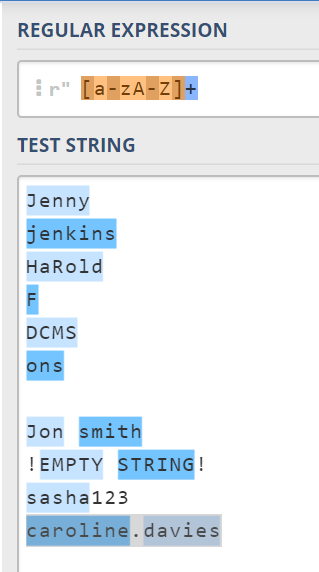 REGULAR EXPRESSION
⋮ r" [a-zA-Z]+
TEST STRING
Jenny
jenkins
HaRold
F
DCMS
ons
Jon smith
!EMPTY STRING!
sasha123
caroline.davies